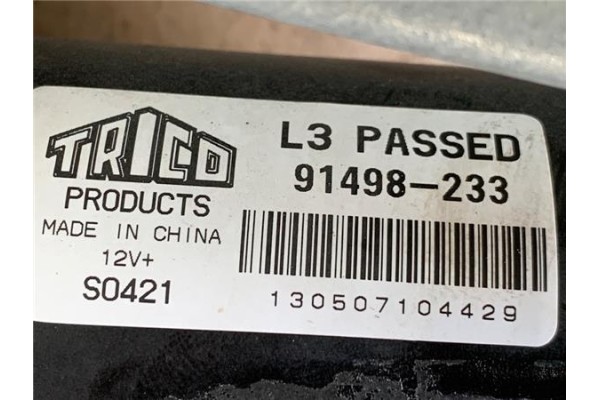 TRICO
PRODUCTS
MADE IN CHINA
12V+
S0421
L3 PASSED
91498-233
130507104429